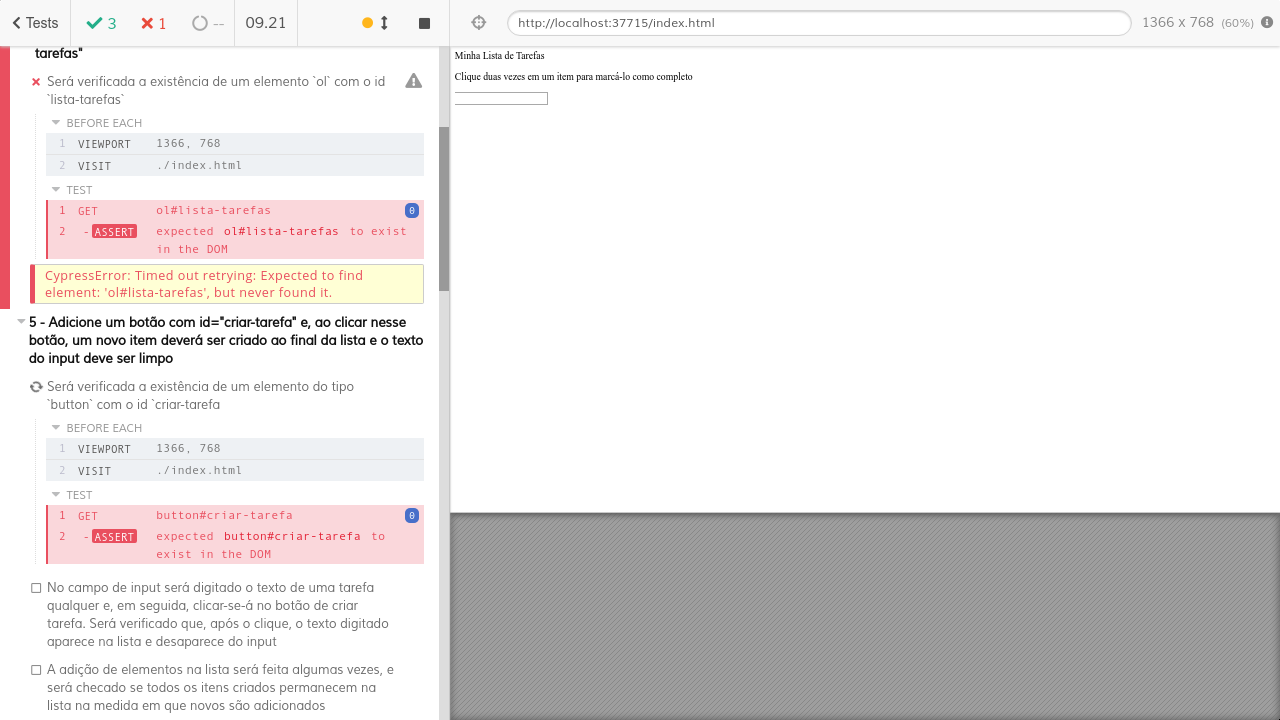 Tests
3
1
--
09.21
http://localhost:37715/index.html
1366 x 768 (60%)
tarefas"
Será verificada a existência de um elemento `ol` com o id
`lista-tarefas`
BEFORE EACH
1 VIEWPORT 1366, 768
2 VISIT ./index.html
TEST
1 GET ol#lista-tarefas 0
2 -ASSERT expected ol#lista-tarefas to exist
in the DOM
CypressError: Timed out retrying: Expected to find
element: 'ol#lista-tarefas', but never found it.
5 - Adicione um botão com id="criar-tarefa" e, ao clicar nesse
botão, um novo item deverá ser criado ao final da lista e o texto
do input deve ser limpo
Será verificada a existência de um elemento do tipo
`button` com o id `criar-tarefa
BEFORE EACH
1 VIEWPORT 1366, 768
2 VISIT ./index.html
TEST
1 GET button#criar-tarefa 0
2 -ASSERT expected button#criar-tarefa to
exist in the DOM
No campo de input será digitado o texto de uma tarefa
qualquer e, em seguida, clicar-se-á no botão de criar
tarefa. Será verificado que, após o clique, o texto digitado
aparece na lista e desaparece do input
A adição de elementos na lista será feita algumas vezes, e
será checado se todos os itens criados permanecem na
lista na medida em que novos são adicionados
Minha Lista de Tarefas
Clique duas vezes em um item para marcá-lo como completo